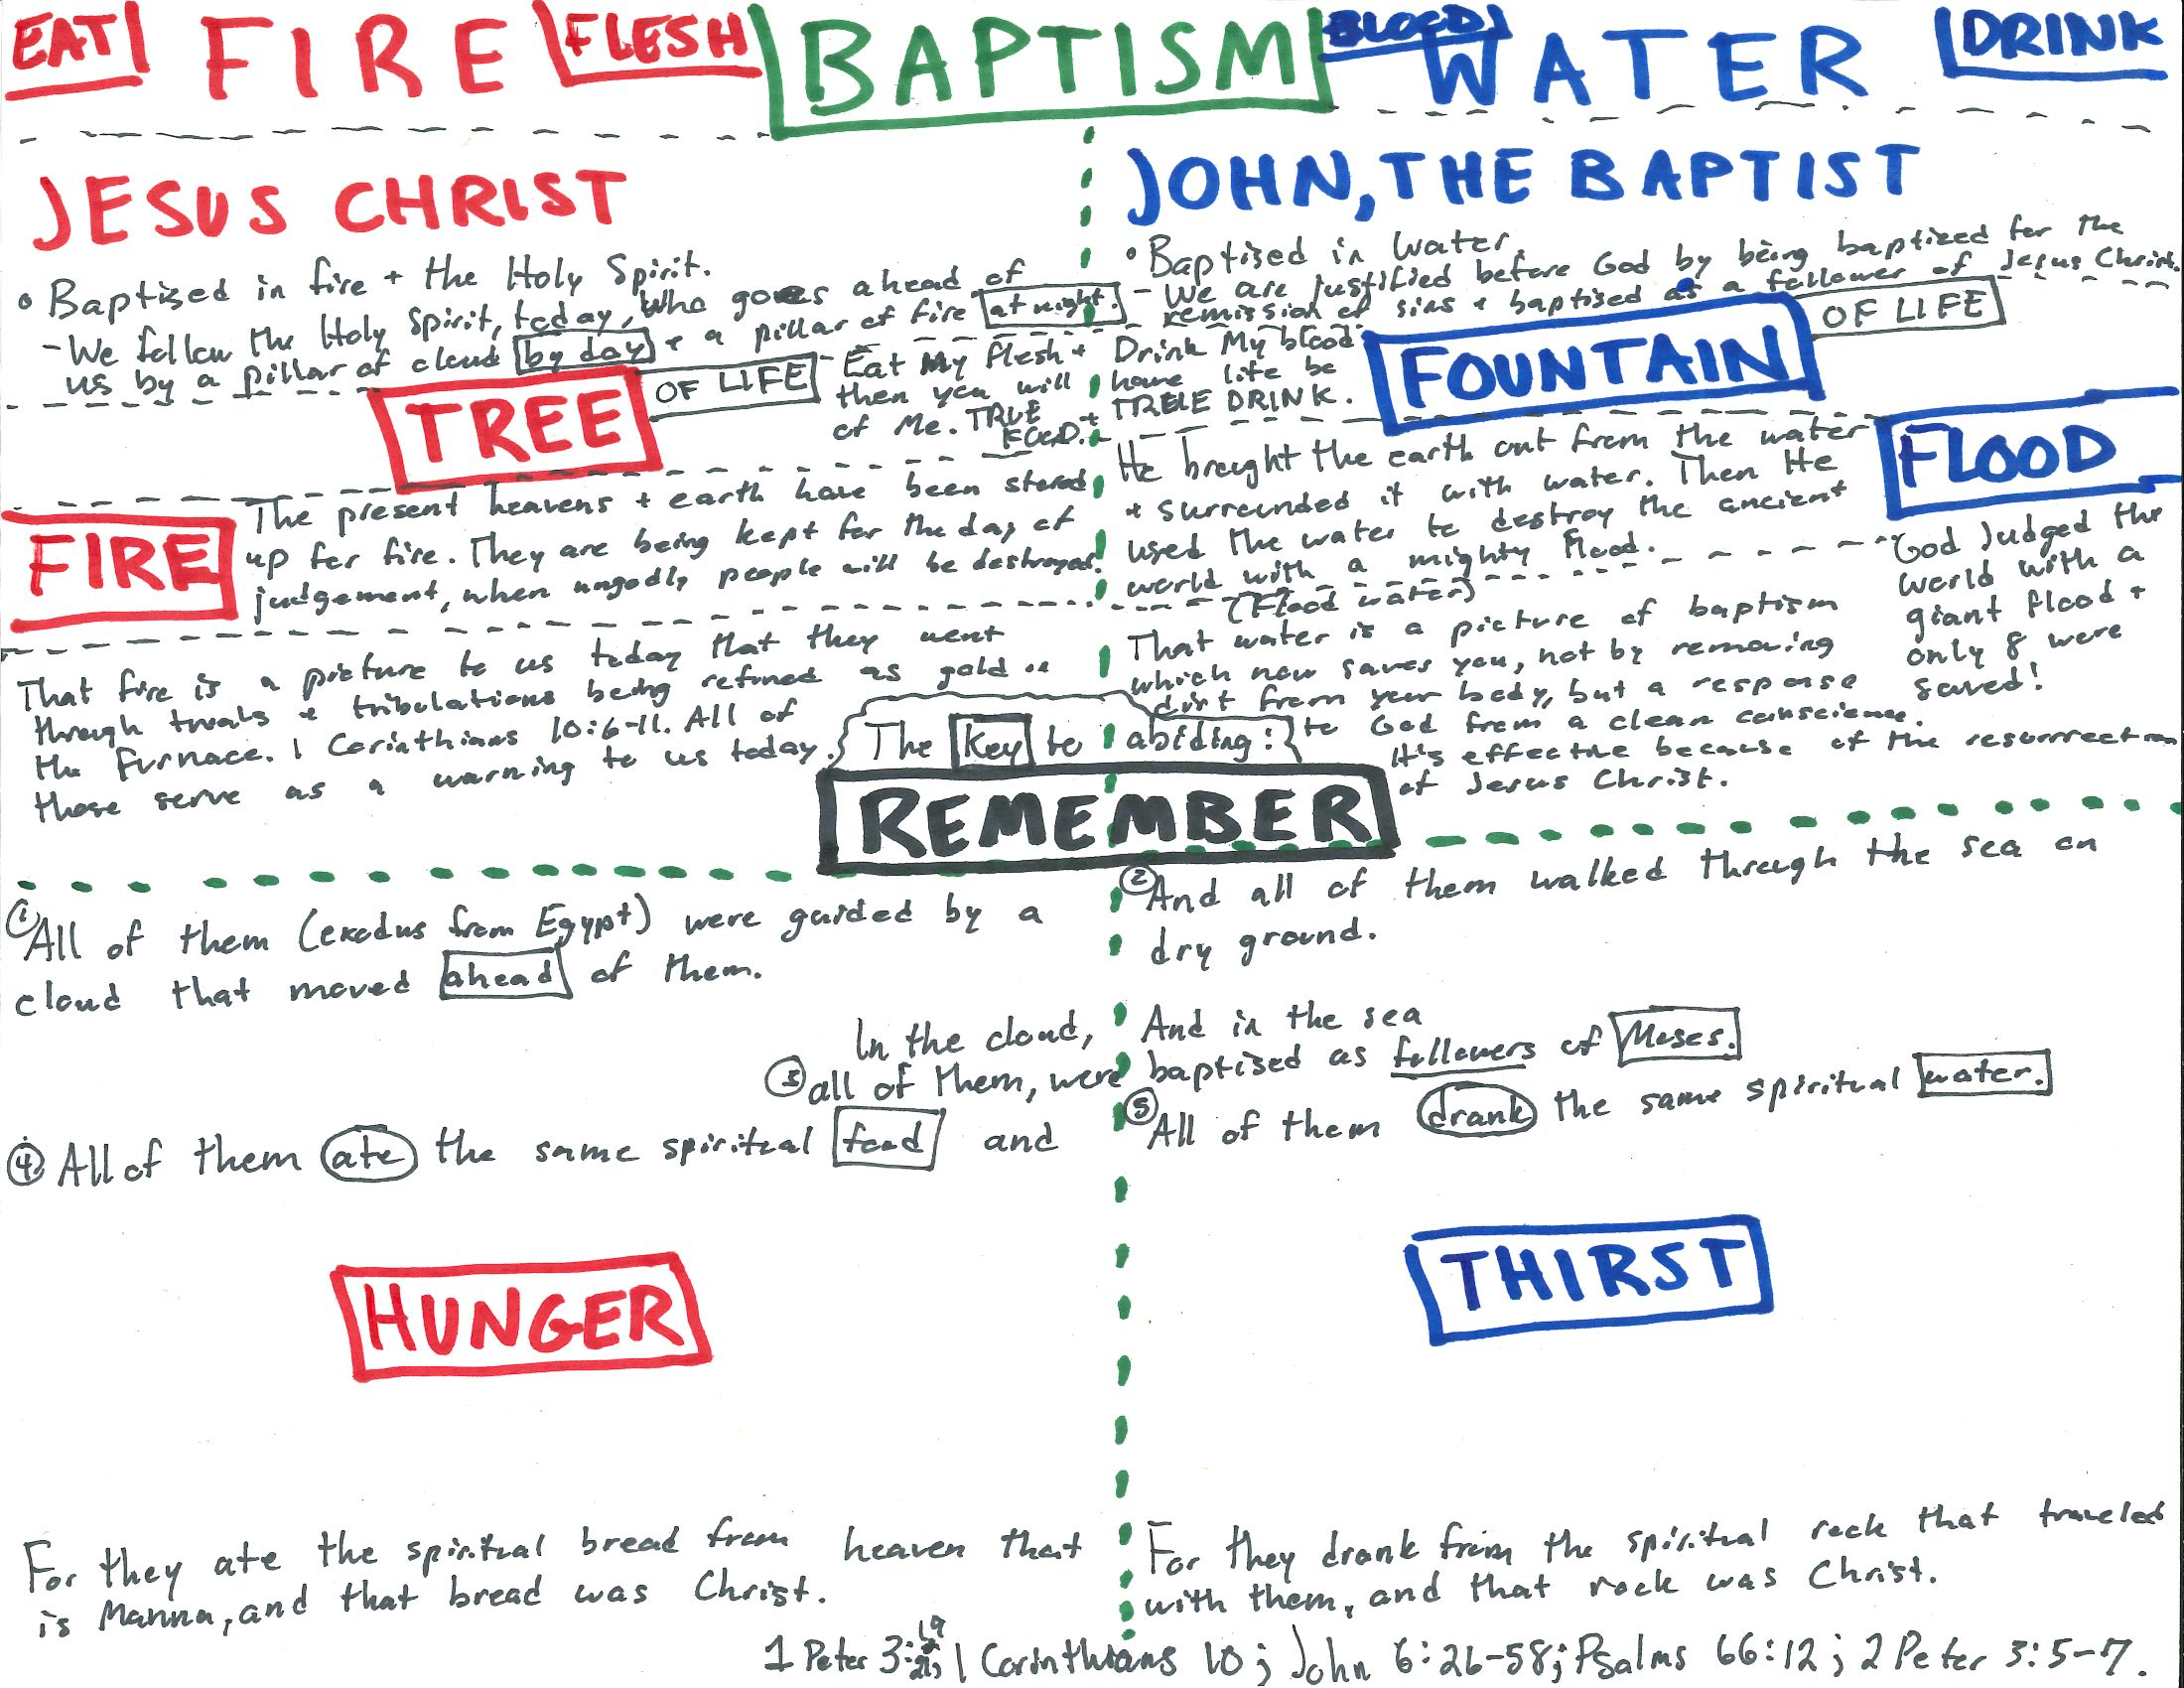 EAT FIRE FLESH BAPTISM BLOOD WATER DRINK
JESUS CHRIST
• Baptised in fire + the Holy Spirit.
- We follow the Holy Spirit, today, who goes ahead of
us by a pillar of cloud by day + a pillar of fire at night.
JOHN, THE BAPTIST
• Baptised in water.
- We are justified before God by being baptized for the
remission of sins + baptised as a follower of Jesus Christ.
TREE OF LIFE
- Eat My Flesh + Drink My blood
then you will have life be
of Me. TRUE FOOD. + TRUE DRINK.
FOUNTAIN OF LIFE
FIRE
The present heavens + earth have been stored
up for fire. They are being kept for the day of
judgement, when ungodly people will be destroyed!
He brought the earth out from the water
+ surrounded it with water. Then He
used the water to destroy the ancient
world with a mighty flood.
FLOOD
God judged the
world with a
giant flood +
only 8 were
saved!
That fire is a picture to us today that they went
through trials + tribulations being refined as gold in
the furnace. 1 Corinthians 10:6-11. All of
these serve as a warning to us today.
(Flood water)
That water is a picture of baptism
which now saves you, not by removing
dirt from your body, but a response
to God from a clean conscience.
It's effective because of the resurrection
of Jesus Christ.
The Key to abiding:
REMEMBER
① All of them (exodus from Egypt) were guided by a
cloud that moved ahead of them.
② And all of them walked through the sea on
dry ground.
In the cloud, And in the sea
③ all of them, were baptised as followers of Moses.
④ All of them ate the same spiritual food and
⑤ All of them drank the same spiritual water.
HUNGER
THIRST
For they ate the spiritual bread from heaven that
is Manna, and that bread was Christ.
For they drank from the spiritual rock that traveled
with them, and that rock was Christ.
1 Peter 3:19 21; 1 Corinthians 10; John 6:26-58; Psalms 66:12; 2 Peter 3:5-7.